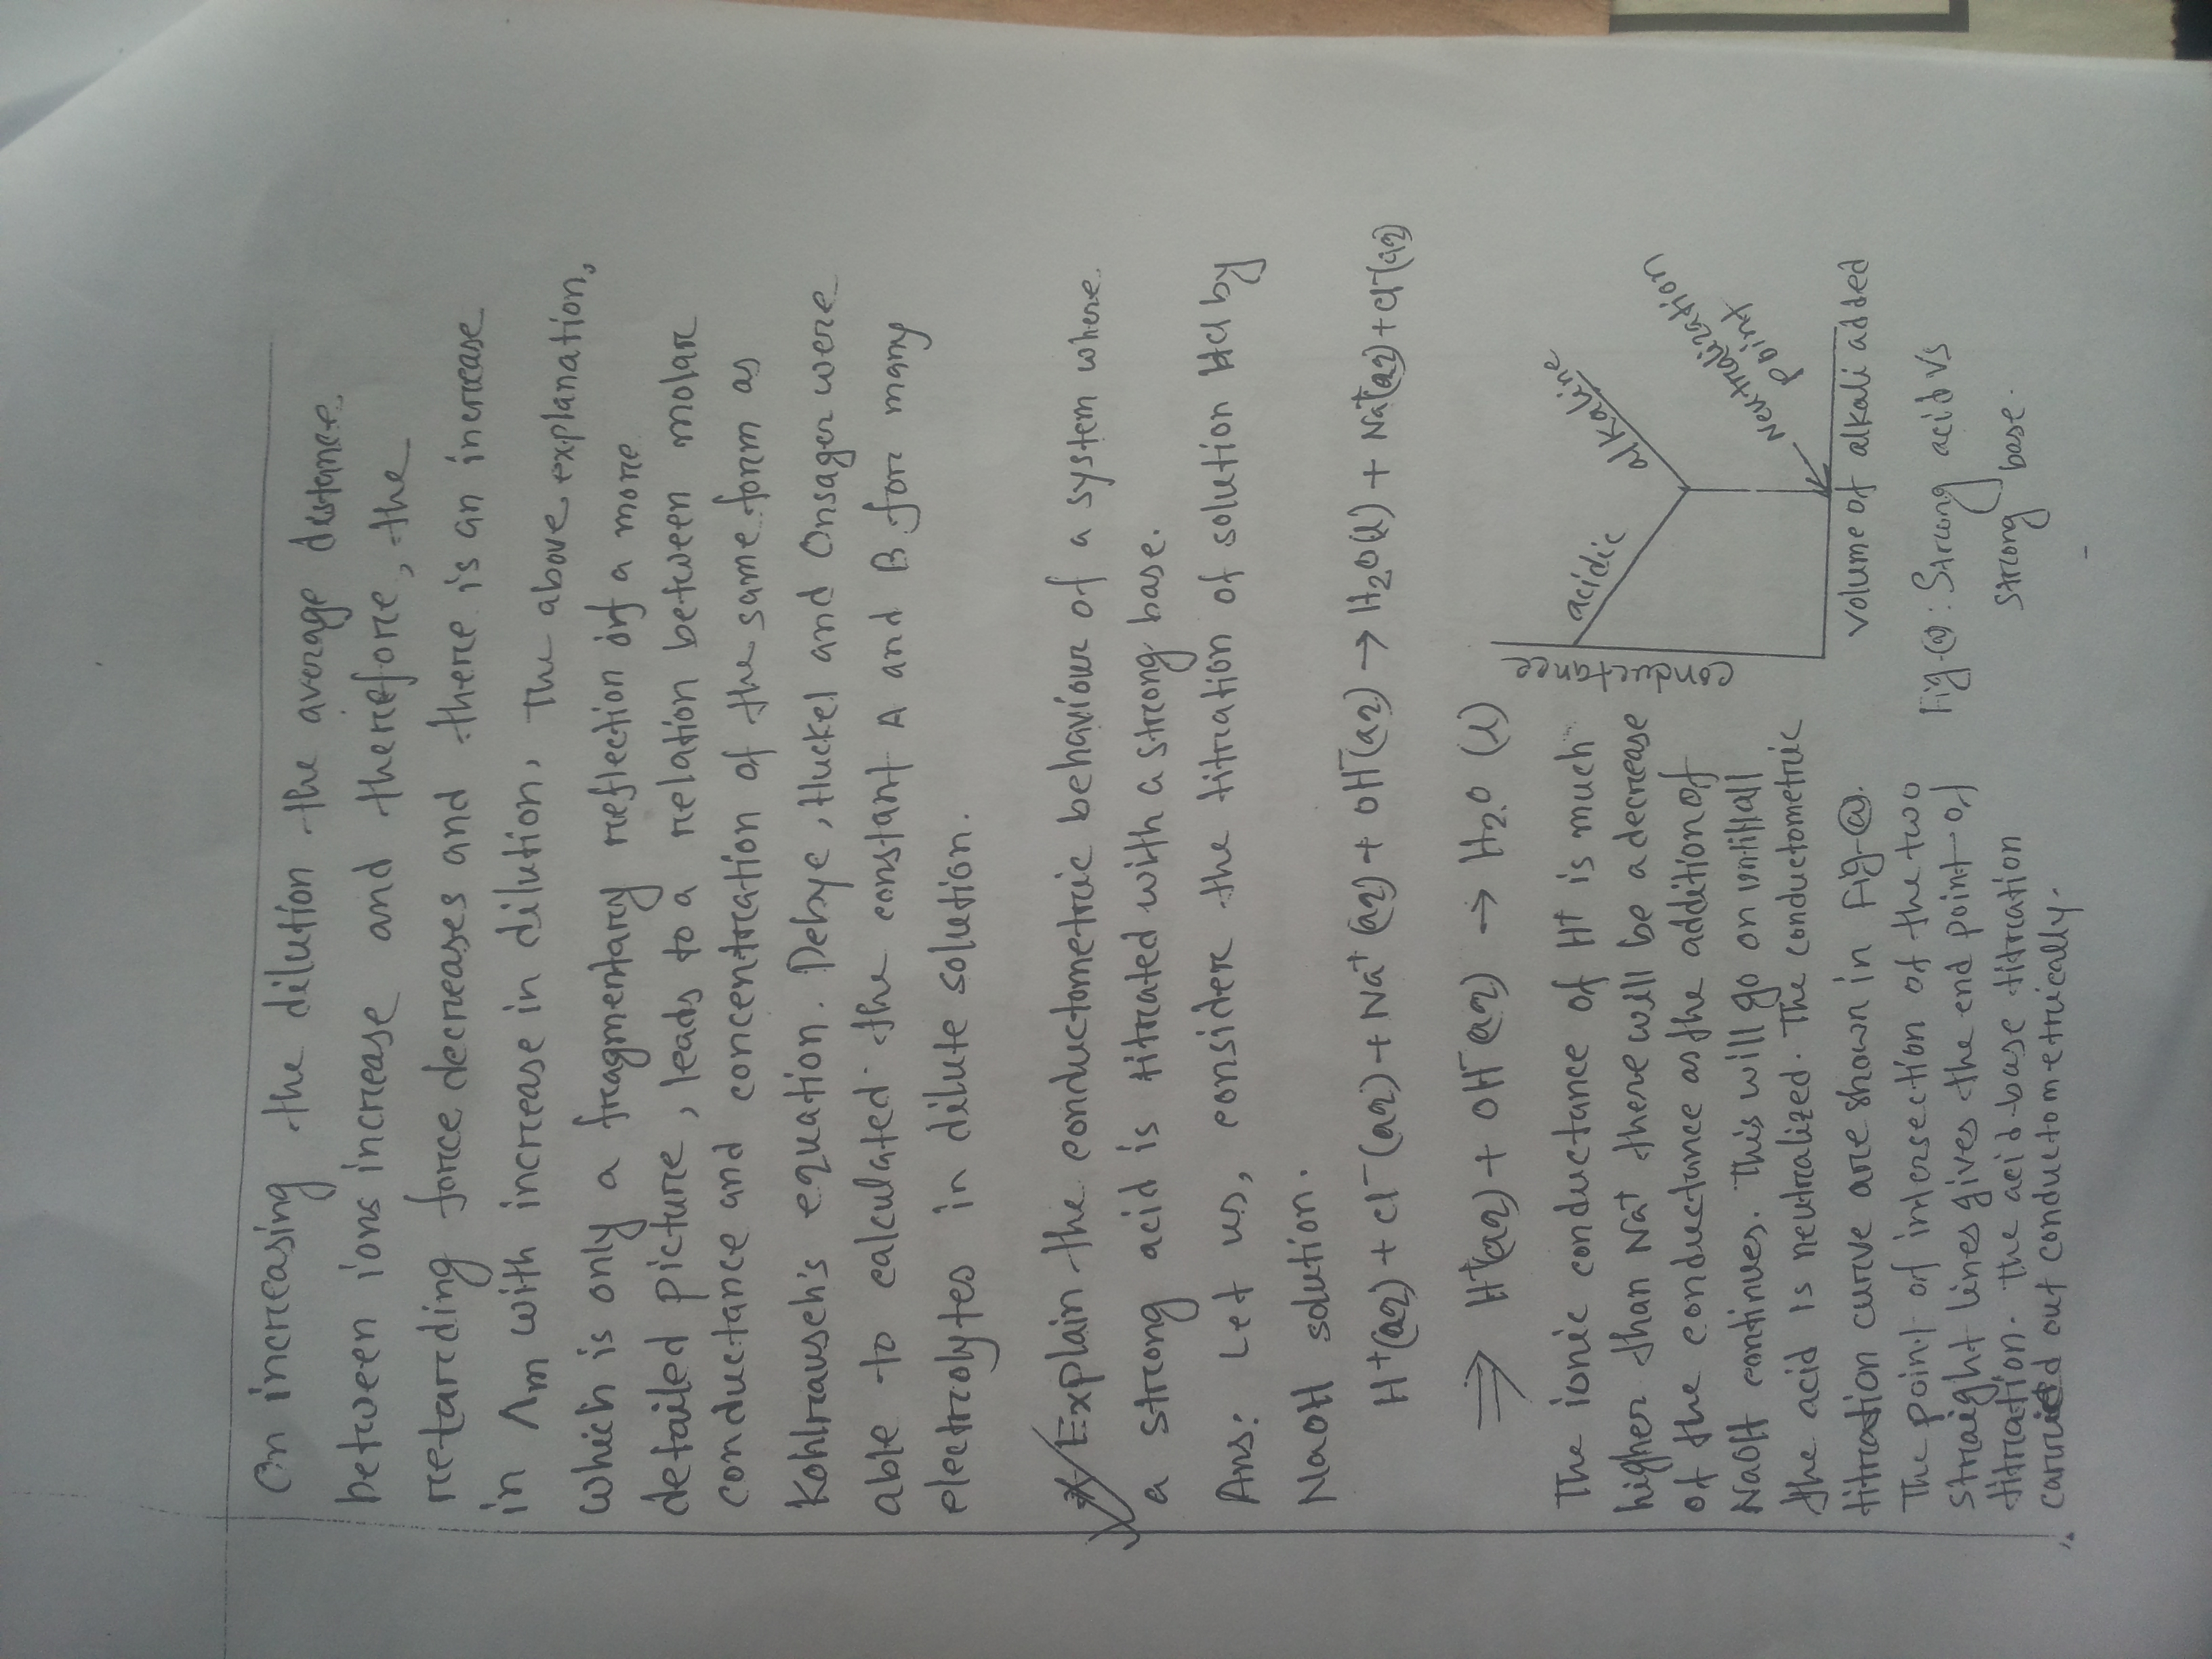 On increasing the dilution the average distance
between ions increase and therefore, the
retarding force decreases and there is an increase
in Λm with increase in dilution, The above explanation,
which is only a fragmentary reflection of a more
detailed picture, leads to a relation between molar
conductance and concentration of the same form as
Kohlrausch's equation. Debye, Huckel and Onsager were
able to calculated the constant A and B for many
electrolytes in dilute solution.
Explain the conductometric behaviour of a system where
a strong acid is titrated with a strong base.
Ans: Let us, consider the titration of solution HCl by
NaOH solution.
H⁺(aq) + Cl⁻(aq) + Na⁺(aq) + OH⁻(aq) → H₂O(l) + Na⁺(aq) + Cl⁻(aq)
⇒ H⁺(aq) + OH⁻(aq) → H₂O (l)
The ionic conductance of H⁺ is much
higher than Na⁺ there will be a decrease
of the conductance as the addition of
NaOH continues. This will go on untill all
the acid is neutralized. The conductometric
titration curve are shown in Fig-(a).
The point of intersection of the two
straight lines gives the end point of
titration. The acid-base titration
carried out conductometrically.
conductance
acidic
alkaline
Neutralization
point
volume of alkali added
Fig-(a): Strong acid vs
strong base.